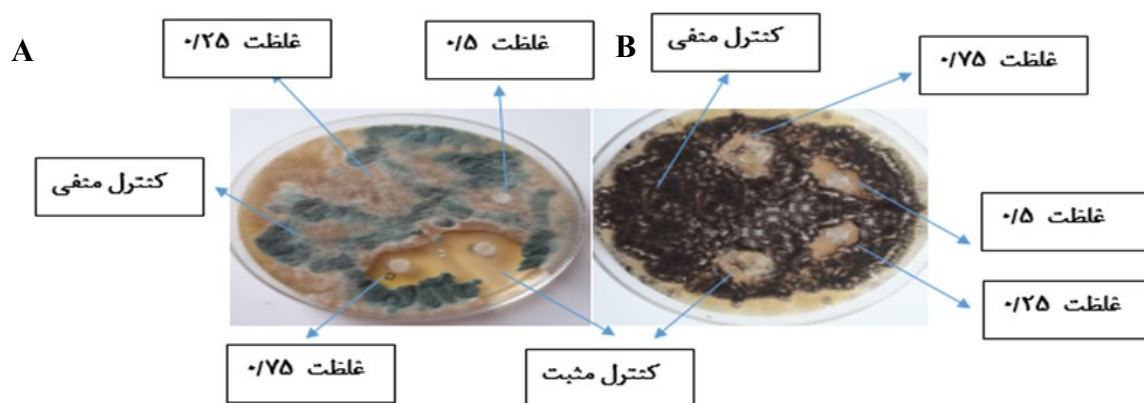 A
غلظت ۰/۲۵
غلظت ۰/۵
B
کنترل منفی
غلظت ۰/۷۵
کنترل منفی
غلظت ۰/۵
غلظت ۰/۲۵
غلظت ۰/۷۵
کنترل مثبت